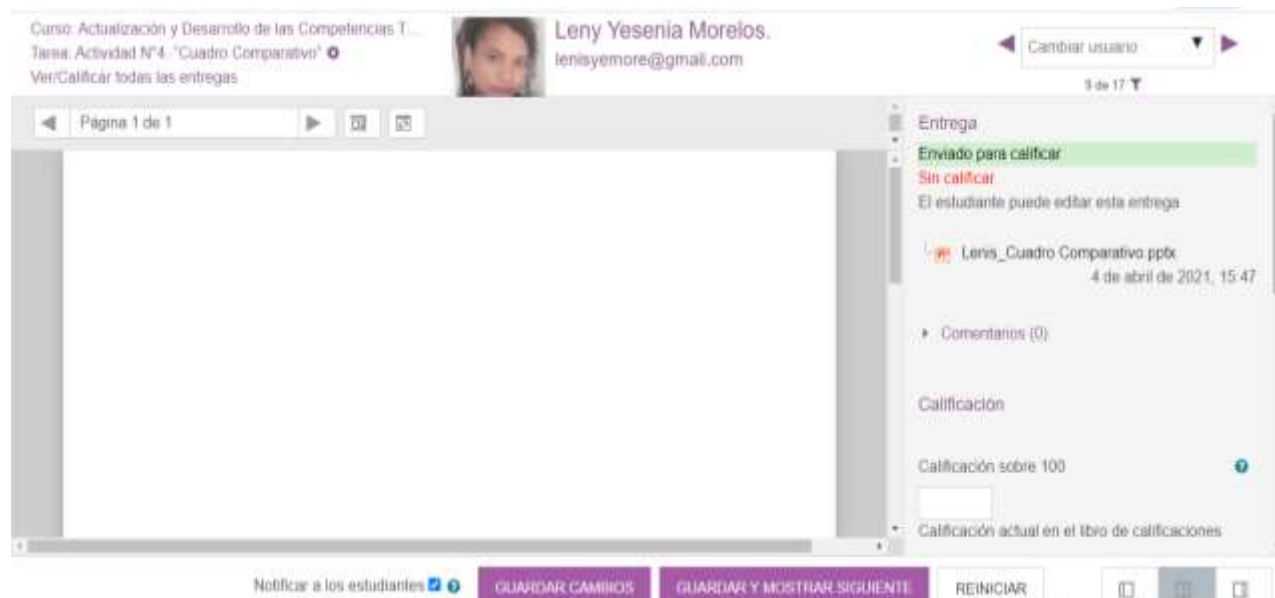 Curso: Actualización y Desarrollo de las Competencias T...
Tarea: Actividad N°4. "Cuadro Comparativo"
Ver/Calificar todas las entregas
Leny Yesenia Morelos.
lenisyemore@gmail.com
Cambiar usuario
9 de 17
Página 1 de 1
Entrega
Enviado para calificar
Sin calificar
El estudiante puede editar esta entrega
Lenis_Cuadro Comparativo.pptx
4 de abril de 2021, 15:47
Comentarios (0)
Calificación
Calificación sobre 100
Calificación actual en el libro de calificaciones
Notificar a los estudiantes
GUARDAR CAMBIOS
GUARDAR Y MOSTRAR SIGUIENTE
REINICIAR